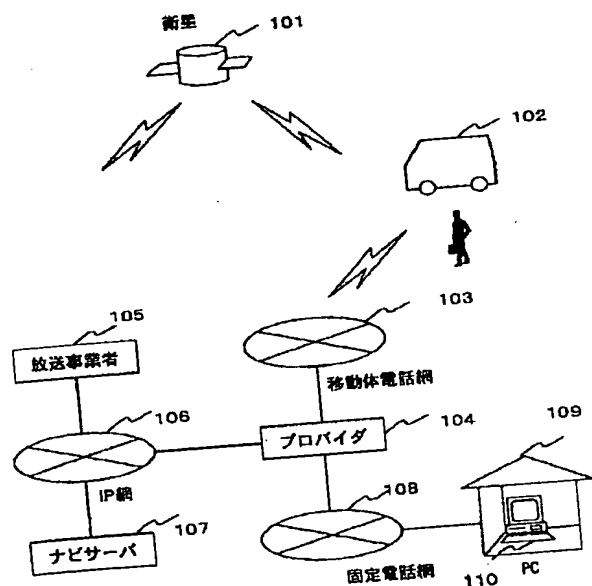 衛星
101
102
103
105
放送事業者
移動体電話網
106
プロバイダ
104
109
IP網
108
107
ナビサーバ
固定電話網
110
PC